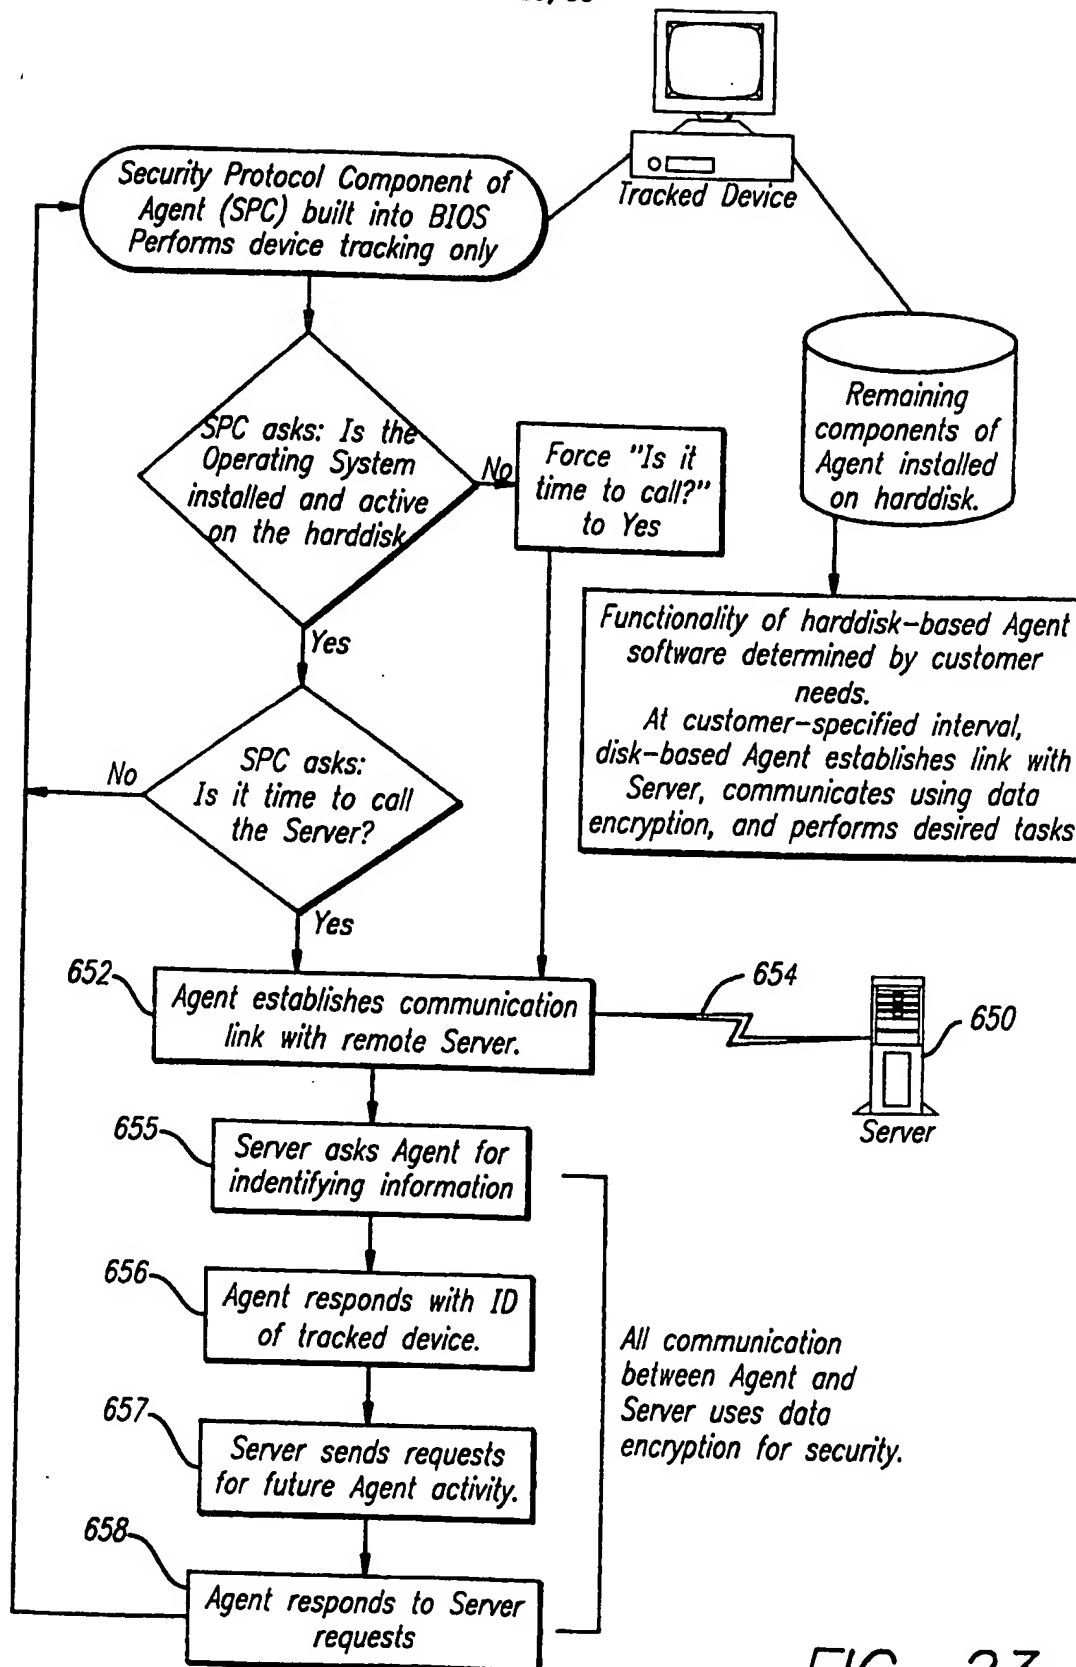 Tracked Device
Security Protocol Component of
Agent (SPC) built into BIOS
Performs device tracking only
SPC asks: Is the
Operating System
installed and active
on the harddisk
No
Force "Is it
time to call?"
to Yes
Remaining
components of
Agent installed
on harddisk.
Functionality of harddisk-based Agent
software determined by customer
needs.
At customer-specified interval,
disk-based Agent establishes link with
Server, communicates using data
encryption, and performs desired tasks
Yes
SPC asks:
Is it time to call
the Server?
No
Yes
652
Agent establishes communication
link with remote Server.
654
650
Server
655
Server asks Agent for
indentifying information
656
Agent responds with ID
of tracked device.
657
Server sends requests
for future Agent activity.
658
Agent responds to Server
requests
All communication
between Agent and
Server uses data
encryption for security.
FIG. 23